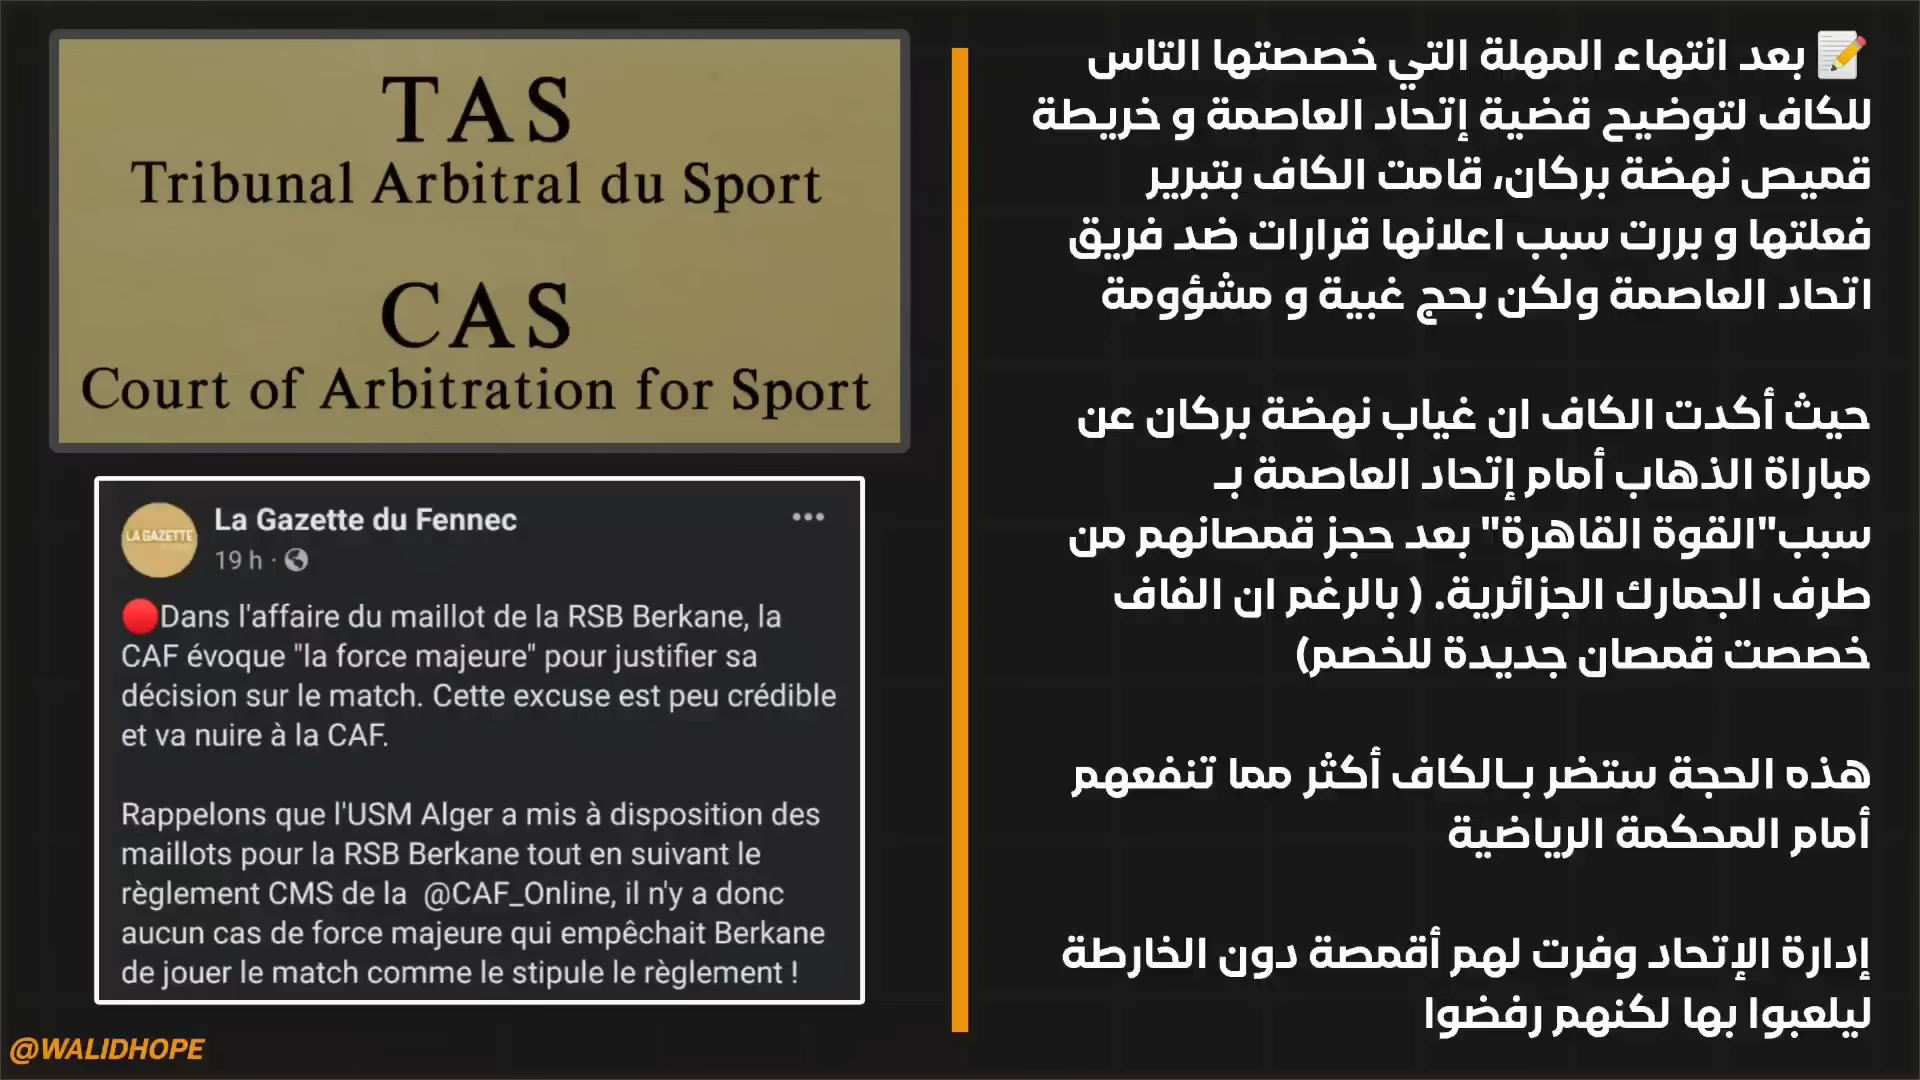 TAS
Tribunal Arbitral du Sport
CAS
Court of Arbitration for Sport
LA GAZETTE
La Gazette du Fennec
19 h ·
Dans l'affaire du maillot de la RSB Berkane, la
CAF évoque "la force majeure" pour justifier sa
décision sur le match. Cette excuse est peu crédible
et va nuire à la CAF.
Rappelons que l'USM Alger a mis à disposition des
maillots pour la RSB Berkane tout en suivant le
règlement CMS de la @CAF_Online, il n'y a donc
aucun cas de force majeure qui empêchait Berkane
de jouer le match comme le stipule le règlement !
@WALIDHOPE
بعد انتهاء المهلة التي خصصتها التاس
للكاف لتوضيح قضية إتحاد العاصمة و خريطة
قميص نهضة بركان، قامت الكاف بتبرير
فعلتها و بررت سبب اعلانها قرارات ضد فريق
اتحاد العاصمة ولكن بحج غبية و مشؤومة
حيث أكدت الكاف ان غياب نهضة بركان عن
مباراة الذهاب أمام إتحاد العاصمة بـ
سبب"القوة القاهرة" بعد حجز قمصانهم من
طرف الجمارك الجزائرية. ( بالرغم ان الفاف
خصصت قمصان جديدة للخصم)
هذه الحجة ستضر بـالكاف أكثر مما تنفعهم
أمام المحكمة الرياضية
إدارة الإتحاد وفرت لهم أقمصة دون الخارطة
ليلعبوا بها لكنهم رفضوا